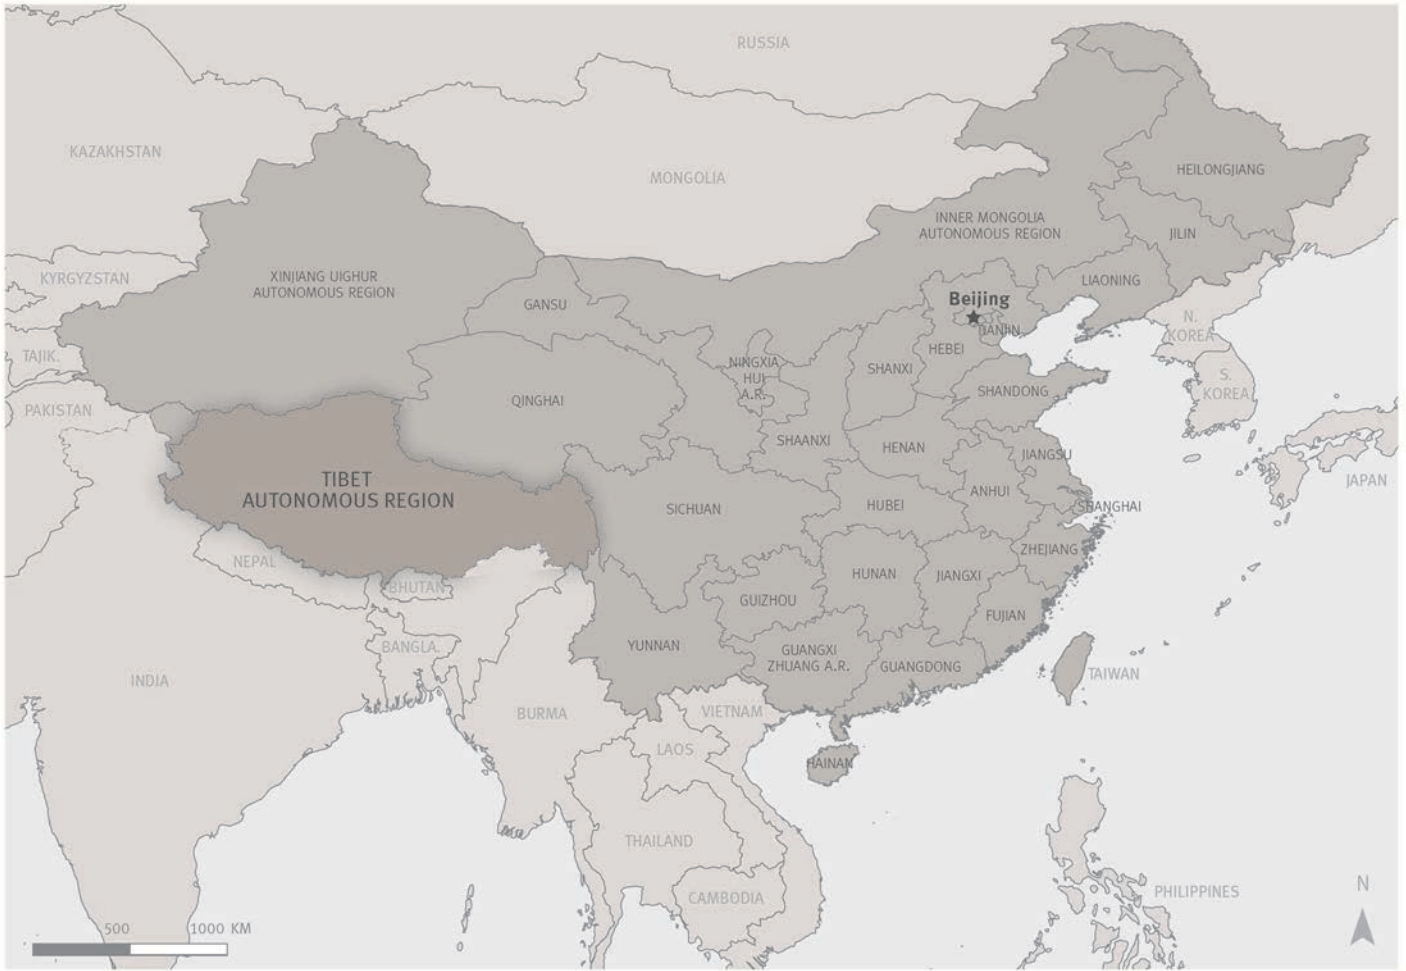 RUSSIA
KAZAKHSTAN
MONGOLIA
HEILONGJIANG
INNER MONGOLIA
AUTONOMOUS REGION
JILIN
KYRGYZSTAN
XINJIANG UIGHUR
AUTONOMOUS REGION
GANSU
LIAONING
Beijing
TIANJIN
N.
KOREA
TAJIK.
HEBEI
NINGXIA
HUI
A.R.
SHANXI
S.
KOREA
PAKISTAN
QINGHAI
SHANDONG
SHAANXI
HENAN
JIANGSU
TIBET
AUTONOMOUS REGION
JAPAN
SICHUAN
HUBEI
ANHUI
SHANGHAI
NEPAL
ZHEJIANG
BHUTAN
HUNAN
JIANGXI
GUIZHOU
FUJIAN
BANGLA.
YUNNAN
GUANGXI
ZHUANG A.R.
GUANGDONG
INDIA
TAIWAN
BURMA
VIETNAM
LAOS
HAINAN
THAILAND
CAMBODIA
PHILIPPINES
N
500 1000 KM